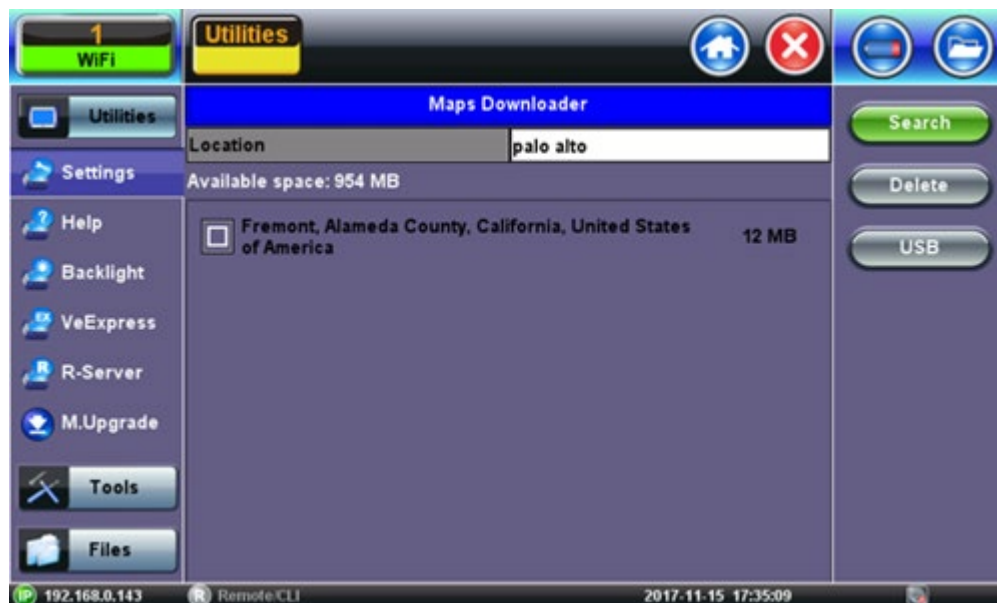 1
WiFi
Utilities
Utilities
Settings
? Help
Backlight
EX VeExpress
R R-Server
M.Upgrade
Tools
Files
Maps Downloader
Location palo alto
Available space: 954 MB
Fremont, Alameda County, California, United States
of America 12 MB
Search
Delete
USB
IP 192.168.0.143 R Remote/CLI 2017-11-15 17:35:09